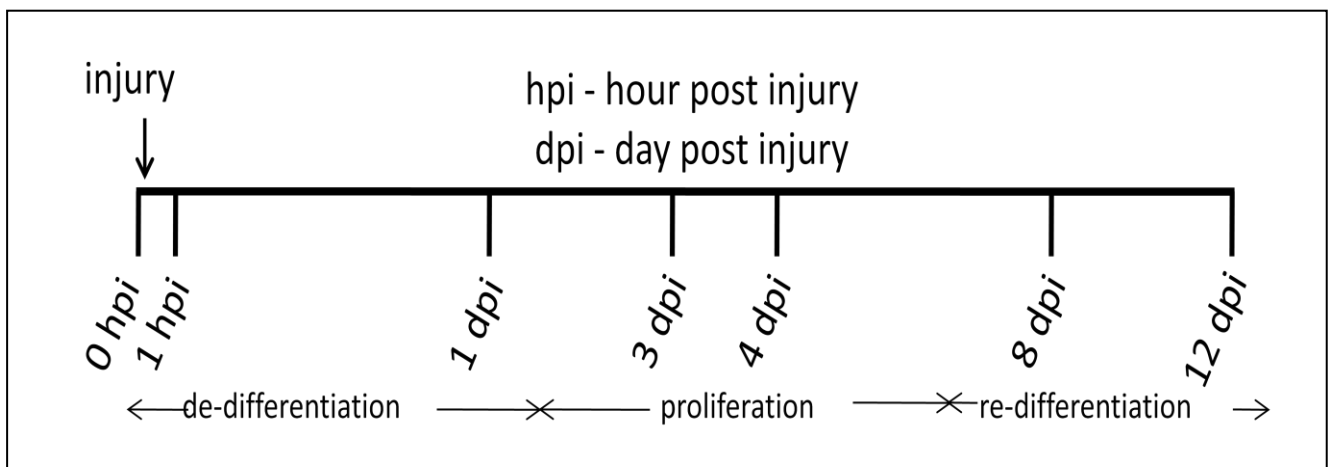 injury
hpi - hour post injury
dpi - day post injury
0 hpi
1 hpi
1 dpi
3 dpi
4 dpi
8 dpi
12 dpi
de-differentiation
proliferation
re-differentiation